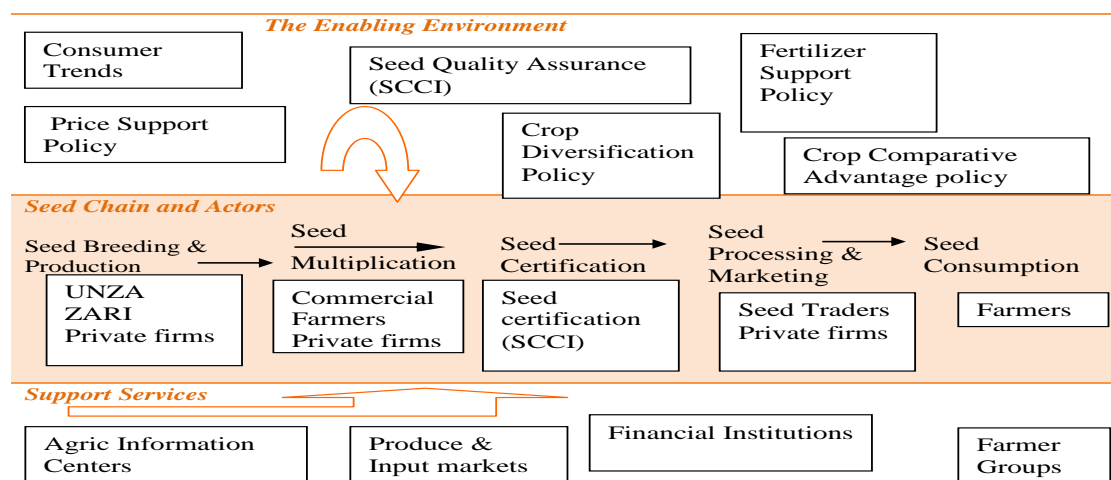 The Enabling Environment
Consumer
Trends
Seed Quality Assurance
(SCCI)
Fertilizer
Support
Policy
Price Support
Policy
Crop
Diversification
Policy
Crop Comparative
Advantage policy
Seed Chain and Actors
Seed Breeding &
Production
Seed
Multiplication
Seed
Certification
Seed
Processing &
Marketing
Seed
Consumption
UNZA
ZARI
Private firms
Commercial
Farmers
Private firms
Seed
certification
(SCCI)
Seed Traders
Private firms
Farmers
Support Services
Agric Information
Centers
Produce &
Input markets
Financial Institutions
Farmer
Groups